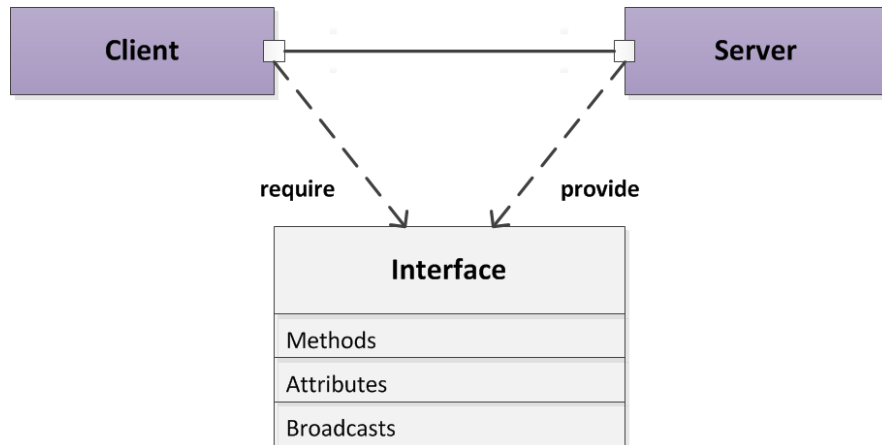 Client
Server
require
provide
Interface
Methods
Attributes
Broadcasts